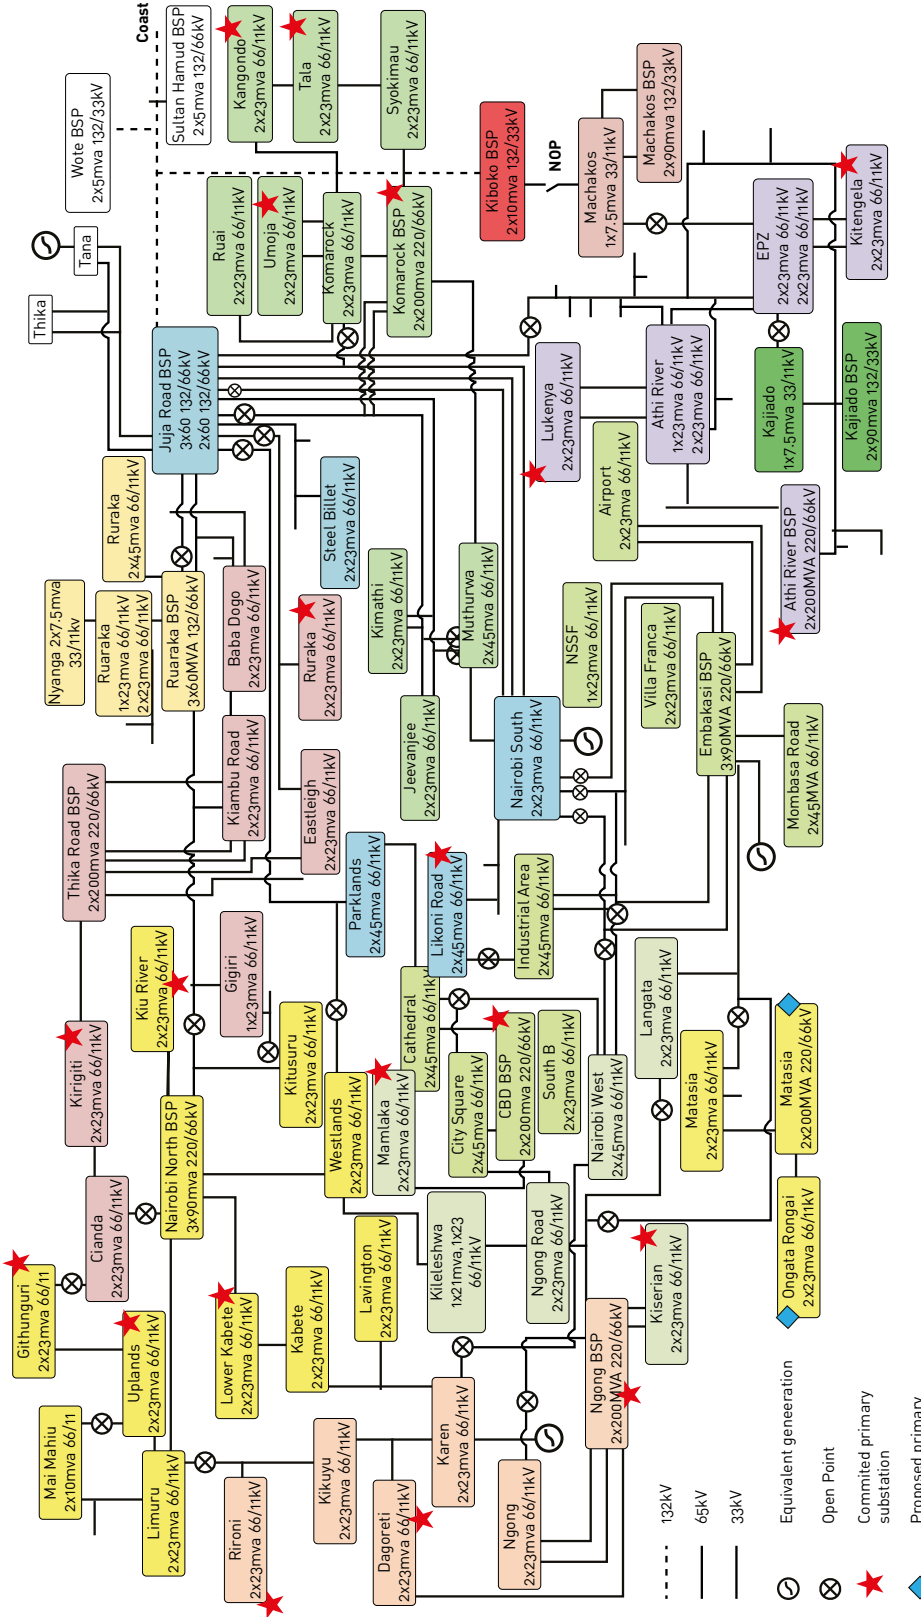 Mai Mahiu
2x10mva 66/11
Githunguri
2x23mva 66/11
Limuru
2x23mva 66/11kV
Uplands
2x23mva 66/11kV
Cianda
2x23mva 66/11kV
Kirigiti
2x23mva 66/11kV
Thika Road BSP
2x200mva 220/66kV
Nyanga 2x7.5mva
33/11kv
Ruaraka
1x23mva 66/11kV
2x23mva 66/11kV
Ruraka
2x45mva 66/11kV
Thika
Tana
Wote BSP
2x5mva 132/33kV
Coast
Sultan Hamud BSP
2x5mva 132/66kV
Nairobi North BSP
3x90mva 220/66kV
Kiu River
2x23mva 66/11kV
Ruaraka BSP
3x60MVA 132/66kV
Juja Road BSP
3x60 132/66kV
2x60 132/66kV
Rironi
2x23mva 66/11kV
Lower Kabete
2x23mva 66/11kV
Gigiri
1x23mva 66/11kV
Kiambu Road
2x23mva 66/11kV
Baba Dogo
2x23mva 66/11kV
Ruai
2x23mva 66/11kV
Kangondo
2x23mva 66/11kV
Kabete
2x23mva 66/11kV
Kitusuru
2x23mva 66/11kV
Eastleigh
2x23mva 66/11kV
Ruraka
2x23mva 66/11kV
Steel Billet
2x23mva 66/11kV
Umoja
2x23mva 66/11kV
Tala
2x23mva 66/11kV
Kikuyu
2x23mva 66/11kV
Lavington
2x23mva 66/11kV
Westlands
2x23mva 66/11kV
Parklands
2x45mva 66/11kV
Kimathi
2x23mva 66/11kV
Komarock
2x23mva 66/11kV
Dagoreti
2x23mva 66/11kV
Mamlaka
2x23mva 66/11kV
Cathedral
2x45mva 66/11kV
Jeevanjee
2x23mva 66/11kV
Komarock BSP
2x200mva 220/66kV
Syokimau
2x23mva 66/11kV
Karen
2x23mva 66/11kV
Kileleshwa
1x21mva,1x23
66/11kV
City Square
2x45mva 66/11kV
Likoni Road
2x45mva 66/11kV
Muthurwa
2x45mva 66/11kV
Kiboko BSP
2x10mva 132/33kV
Ngong
2x23mva 66/11kV
Ngong Road
2x23mva 66/11kV
CBD BSP
2x200mva 220/66kV
Industrial Area
2x45mva 66/11kV
Nairobi South
2x23mva 66/11kV
Lukenya
2x23mva 66/11kV
NOP
South B
2x23mva 66/11kV
NSSF
1x23mva 66/11kV
Machakos
1x7.5mva 33/11kV
Ngong BSP
2x200MVA 220/66kV
Nairobi West
2x45mva 66/11kV
Airport
2x23mva 66/11kV
Machakos BSP
2x90mva 132/33kV
Kiserian
2x23mva 66/11kV
Langata
2x23mva 66/11kV
Villa Franca
2x23mva 66/11kV
Athi River
1x23mva 66/11kV
2x23mva 66/11kV
Matasia
2x23mva 66/11kV
Embakasi BSP
3x90MVA 220/66kV
EPZ
2x23mva 66/11kV
2x23mva 66/11kV
Ongata Rongai
2x23mva 66/11kV
Matasia
2x200MVA 220/66kV
Mombasa Road
2x45MVA 66/11kV
Athi River BSP
2x200MVA 220/66kV
Kajiado
1x7.5mva 33/11kV
Kajiado BSP
2x90mva 132/33kV
Kitengela
2x23mva 66/11kV
132kV
65kV
33kV
Equivalent geneeration
Open Point
Commited primary
substation
Proposed primary